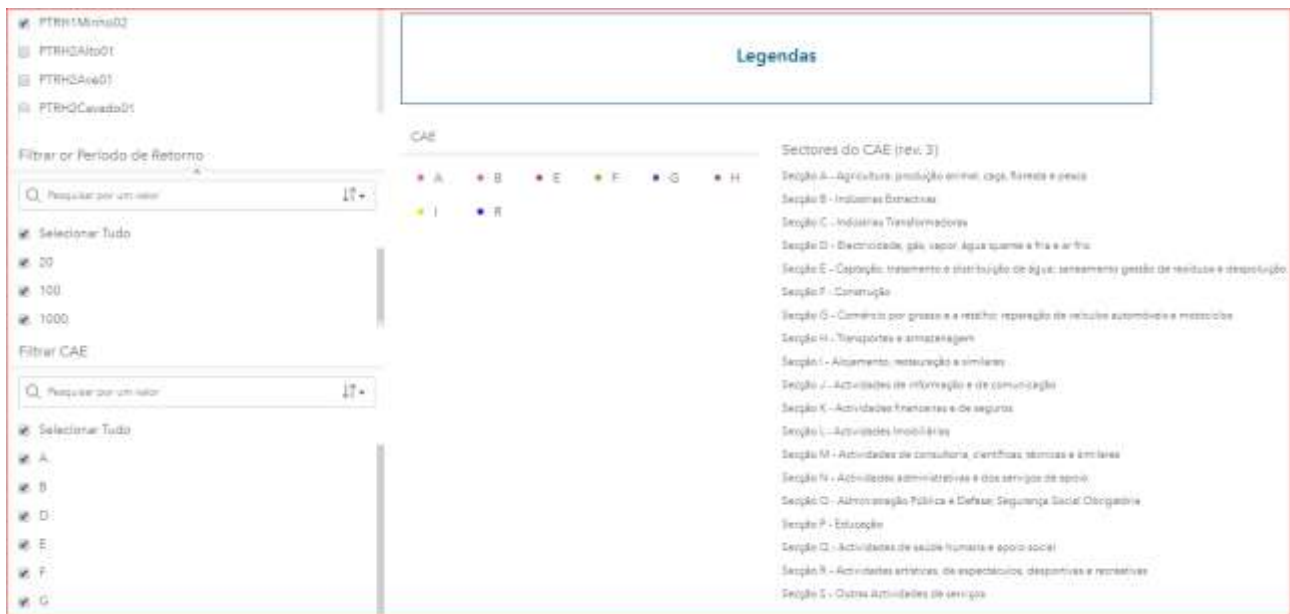 PTRH1Minho02
PTRH2Alto01
PTRH2Ave01
PTRH2Cavado01
Filtrar or Período de Retorno
Pesquisar por um valor
Selecionar Tudo
20
100
1000
Filtrar CAE
Pesquisar por um valor
Selecionar Tudo
A
B
D
E
F
G
Legendas
CAE
A B E F G H
I R
Sectores do CAE (rev. 3)
Secção A - Agricultura, produção animal, caça, floresta e pesca
Secção B - Indústrias Extractivas
Secção C - Indústrias Transformadoras
Secção D - Electricidade, gás, vapor, água quente e fria e ar frio
Secção E - Captação, tratamento e distribuição de água; saneamento gestão de resíduos e despoluição
Secção F - Construção
Secção G - Comércio por grosso e a retalho; reparação de veículos automóveis e motociclos
Secção H - Transportes e armazenagem
Secção I - Alojamento, restauração e similares
Secção J - Actividades de informação e de comunicação
Secção K - Actividades financeiras e de seguros
Secção L - Actividades Imobiliárias
Secção M - Actividades de consultoria, científicas, técnicas e similares
Secção N - Actividades administrativas e dos serviços de apoio
Secção O - Administração Pública e Defesa; Segurança Social Obrigatória
Secção P - Educação
Secção Q - Actividades de saúde humana e apoio social
Secção R - Actividades artísticas, de espectáculos, desportivas e recreativas
Secção S - Outras Actividades de serviços